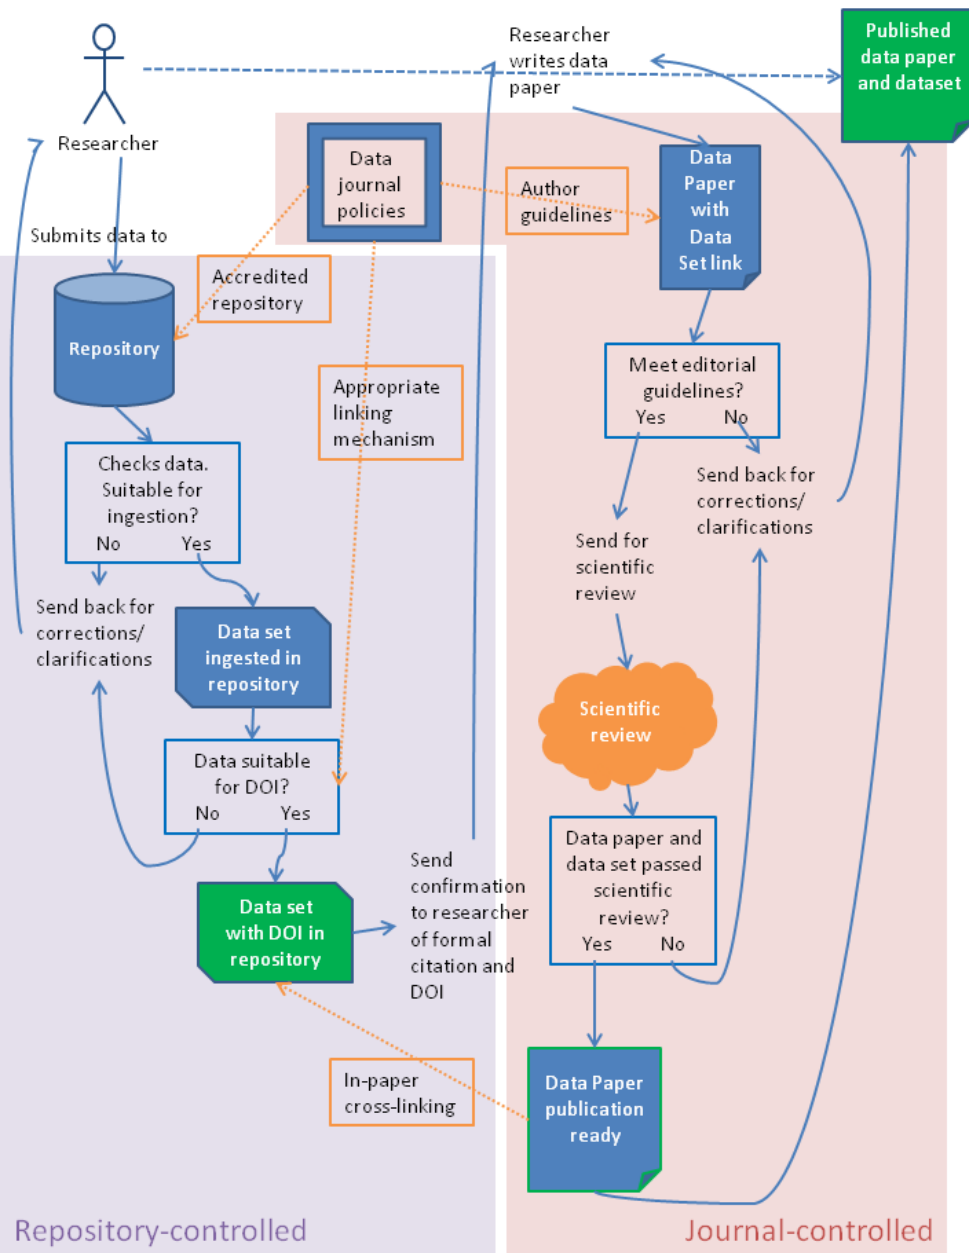 Researcher
writes data
paper
Published
data paper
and dataset
Researcher
Data
journal
policies
Author
guidelines
Data
Paper
with
Data
Set link
Submits data to
Accredited
repository
Repository
Appropriate
linking
mechanism
Meet editorial
guidelines?
Yes No
Checks data.
Suitable for
ingestion?
No Yes
Send back for
corrections/
clarifications
Send for
scientific
review
Send back for
corrections/
clarifications
Data set
ingested in
repository
Scientific
review
Data suitable
for DOI?
No Yes
Data paper and
data set passed
scientific
review?
Yes No
Data set
with DOI in
repository
Send
confirmation
to researcher
of formal
citation and
DOI
In-paper
cross-linking
Data Paper
publication
ready
Repository-controlled
Journal-controlled